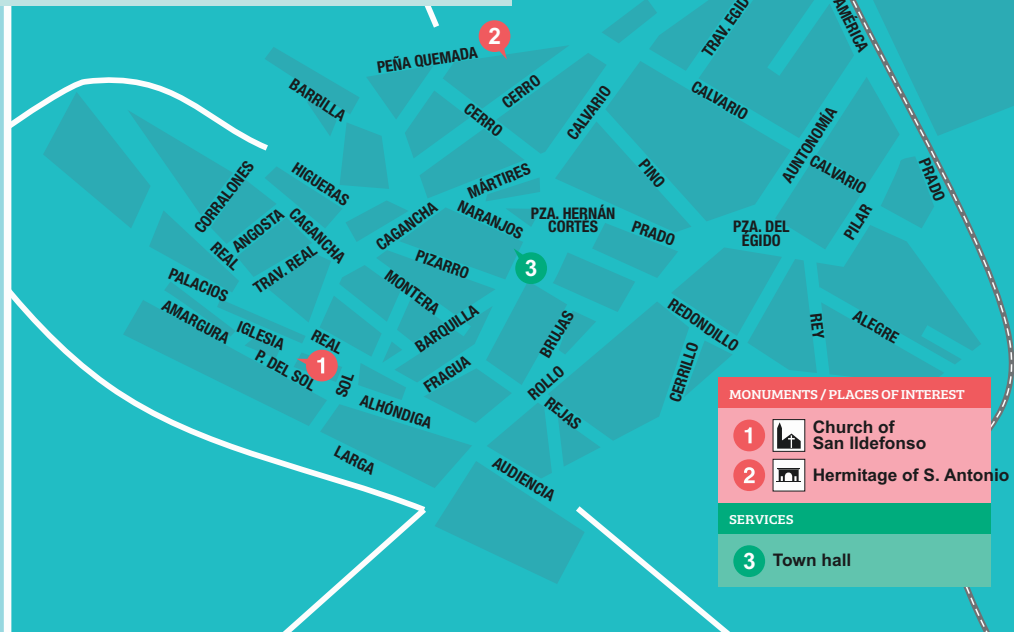 TRAV. EGID
AMÉRICA
2
PEÑA QUEMADA
BARRILLA
CERRO
CERRO
CALVARIO
CALVARIO
AUNTONOMÍA
CALVARIO
PRADO
PINO
MÁRTIRES
HIGUERAS
CORRALONES
ANGOSTA
CAGANCHA
CAGANCHA
NARANJOS
PZA. HERNÁN
CORTÉS
PRADO
PZA. DEL
ÉGIDO
PILAR
REAL
TRAV. REAL
PIZARRO
3
PALACIOS
MONTERA
AMARGURA
IGLESIA
REAL
BARQUILLA
BRUJAS
REDONDILLO
REY
ALEGRE
P. DEL SOL
1
SOL
FRAGUA
ROLLO
CERRILLO
ALHÓNDIGA
REJAS
LARGA
AUDIENCIA
MONUMENTS / PLACES OF INTEREST
1 Church of
San Ildefonso
2 Hermitage of S. Antonio
SERVICES
3 Town hall